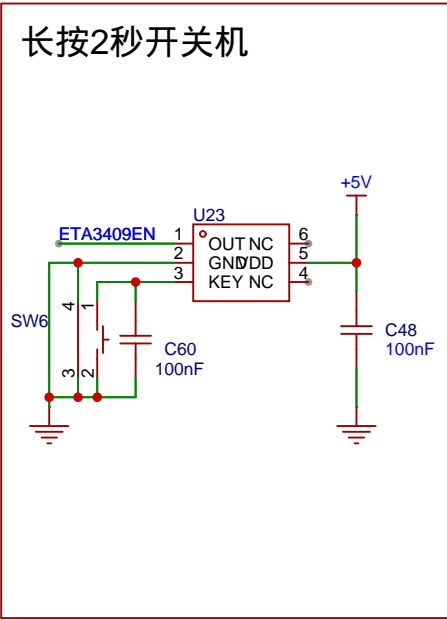 长按2秒开关机
+5V
U23
ETA3409EN
1 OUT NC 6
2 GND VDD 5
3 KEY NC 4
SW6
4 1
3 2
C60
100nF
C48
100nF